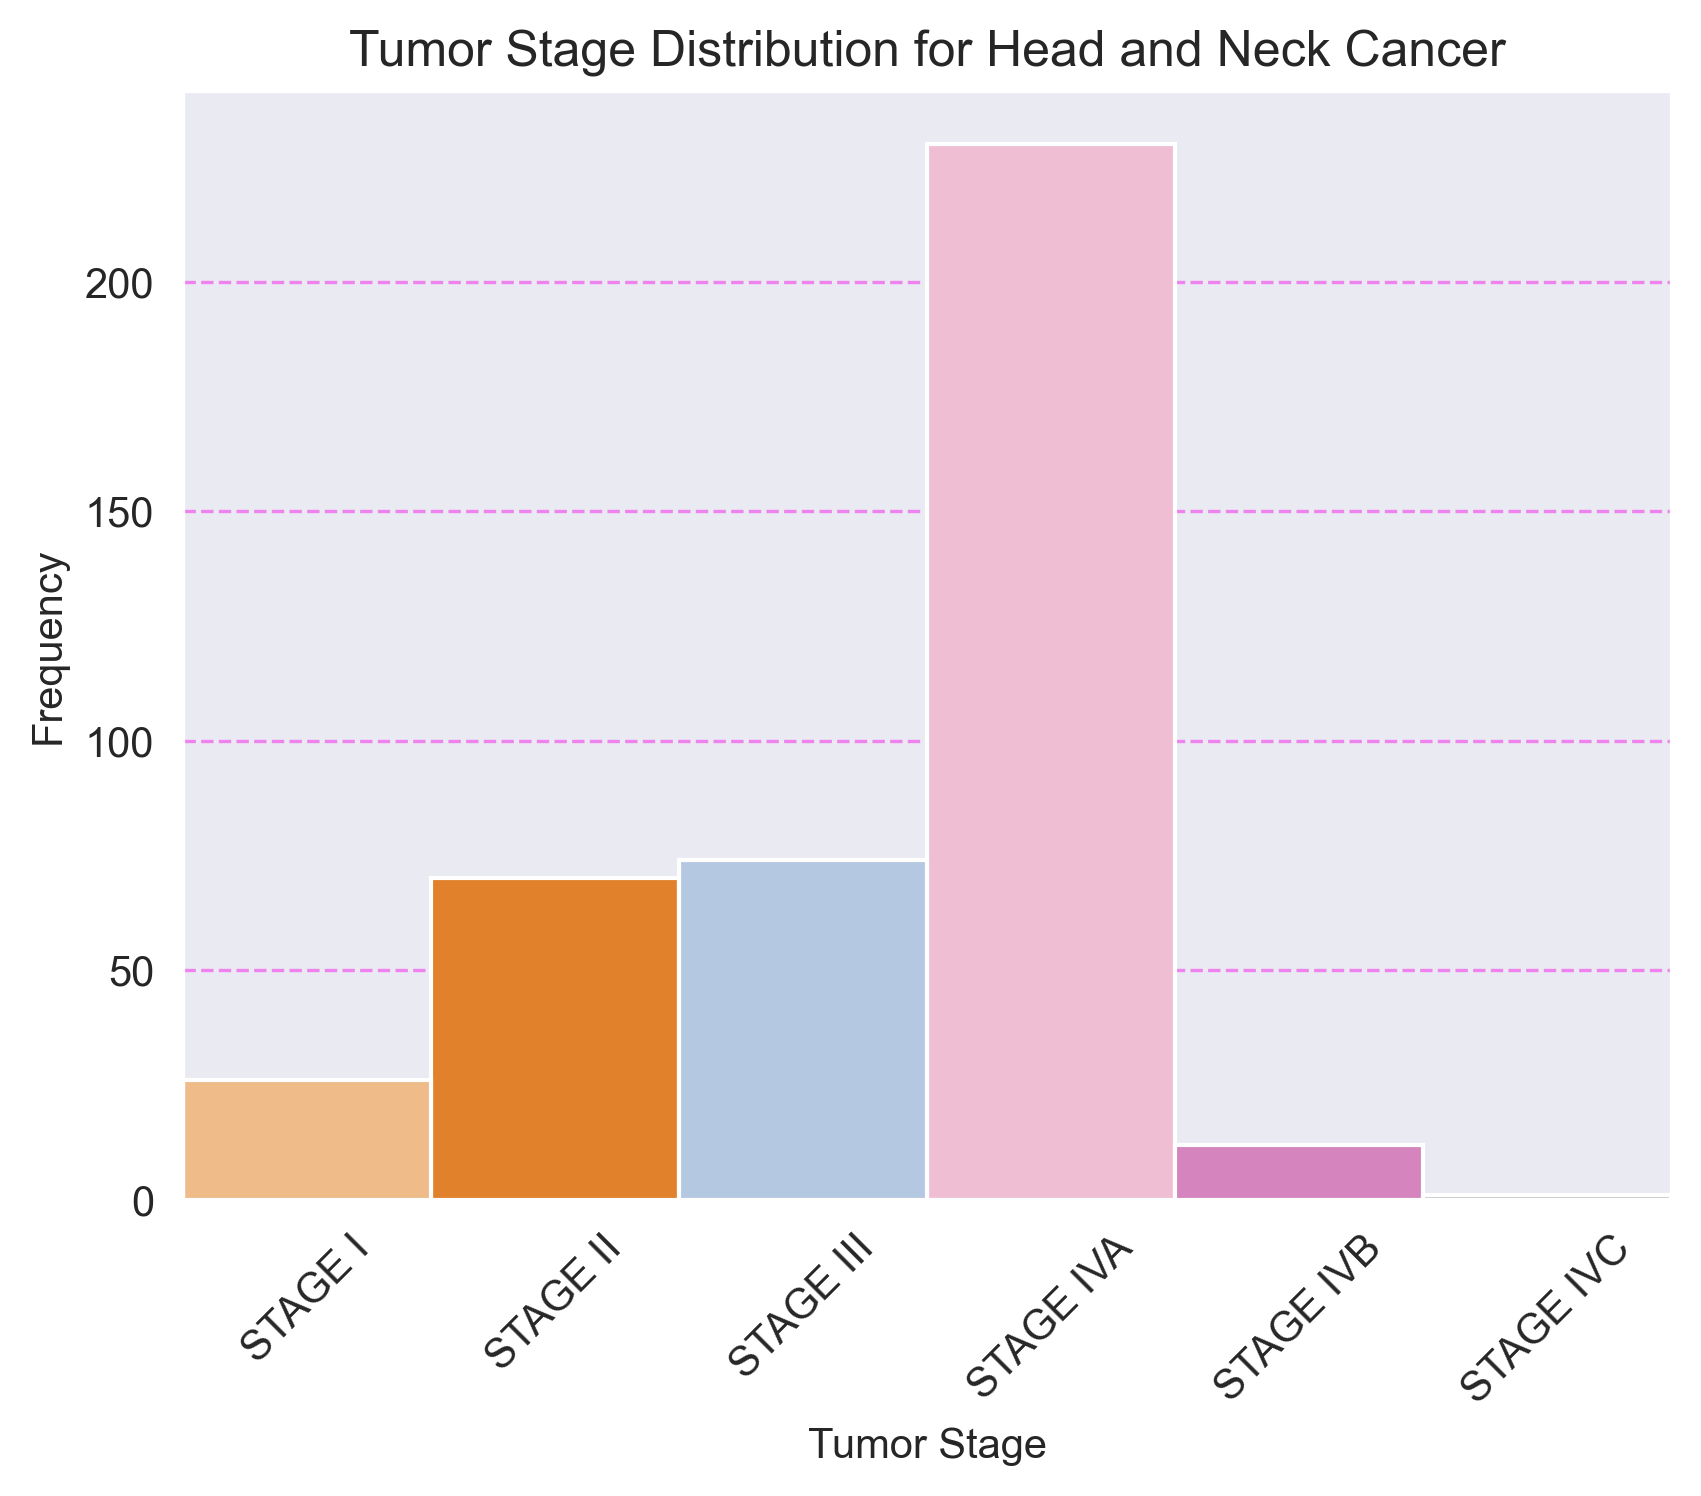 Tumor Stage Distribution for Head and Neck Cancer
Frequency
200
150
100
50
0
STAGE I
STAGE II
STAGE III
STAGE IVA
STAGE IVB
STAGE IVC
Tumor Stage